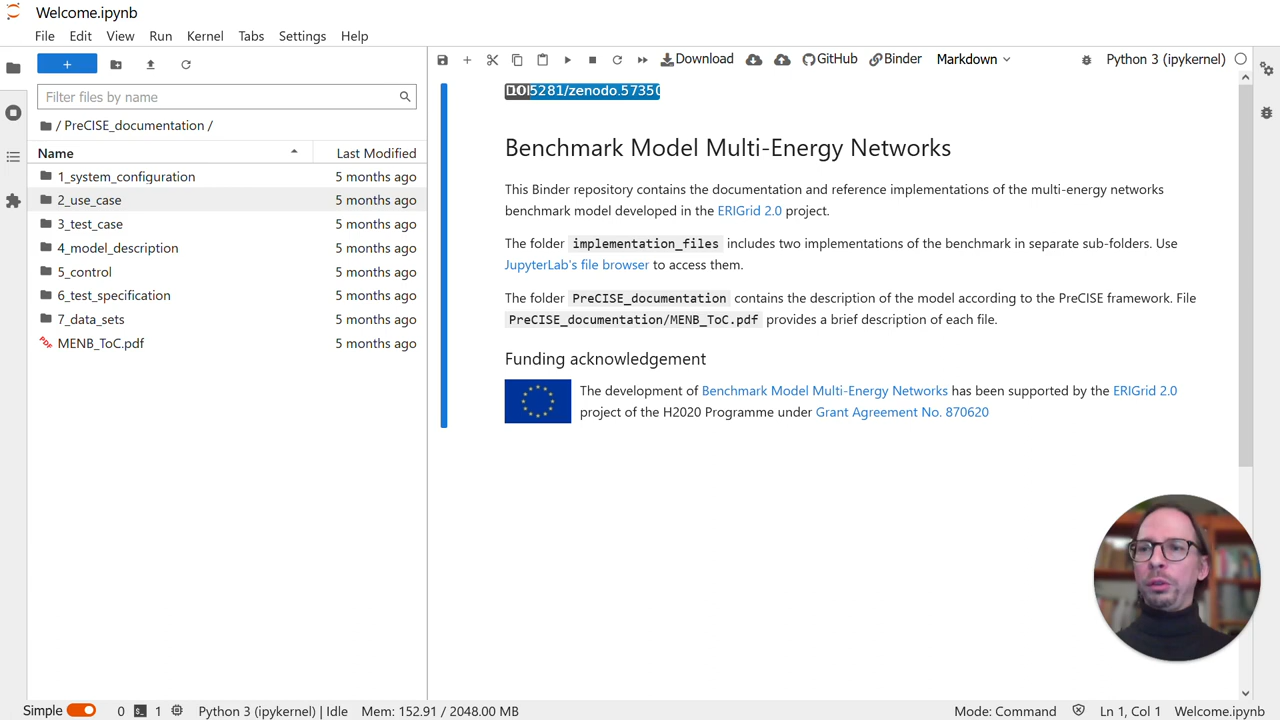 Welcome.ipynb
File Edit View Run Kernel Tabs Settings Help
Download GitHub Binder Markdown Python 3 (ipykernel)
Filter files by name
/ PreCISE_documentation /
Name Last Modified
1_system_configuration 5 months ago
2_use_case 5 months ago
3_test_case 5 months ago
4_model_description 5 months ago
5_control 5 months ago
6_test_specification 5 months ago
7_data_sets 5 months ago
PDF MENB_ToC.pdf 5 months ago
5281/zenodo.5735
Benchmark Model Multi-Energy Networks
This Binder repository contains the documentation and reference implementations of the multi-energy networks
benchmark model developed in the ERIGrid 2.0 project.
The folder implementation_files includes two implementations of the benchmark in separate sub-folders. Use
JupyterLab's file browser to access them.
The folder PreCISE_documentation contains the description of the model according to the PreCISE framework. File
PreCISE_documentation/MENB_ToC.pdf provides a brief description of each file.
Funding acknowledgement
The development of Benchmark Model Multi-Energy Networks has been supported by the ERIGrid 2.0
project of the H2020 Programme under Grant Agreement No. 870620
Simple 0 1 Python 3 (ipykernel) | Idle Mem: 152.91 / 2048.00 MB Mode: Command Ln 1, Col 1 Welcome.ipynb